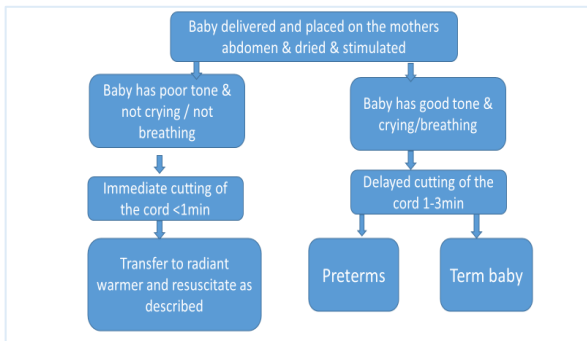 Baby delivered and placed on the mothers
abdomen & dried & stimulated
Baby has poor tone &
not crying / not
breathing
Baby has good tone &
crying/breathing
Immediate cutting of
the cord <1min
Delayed cutting of the
cord 1-3min
Transfer to radiant
warmer and resuscitate as
described
Preterms
Term baby